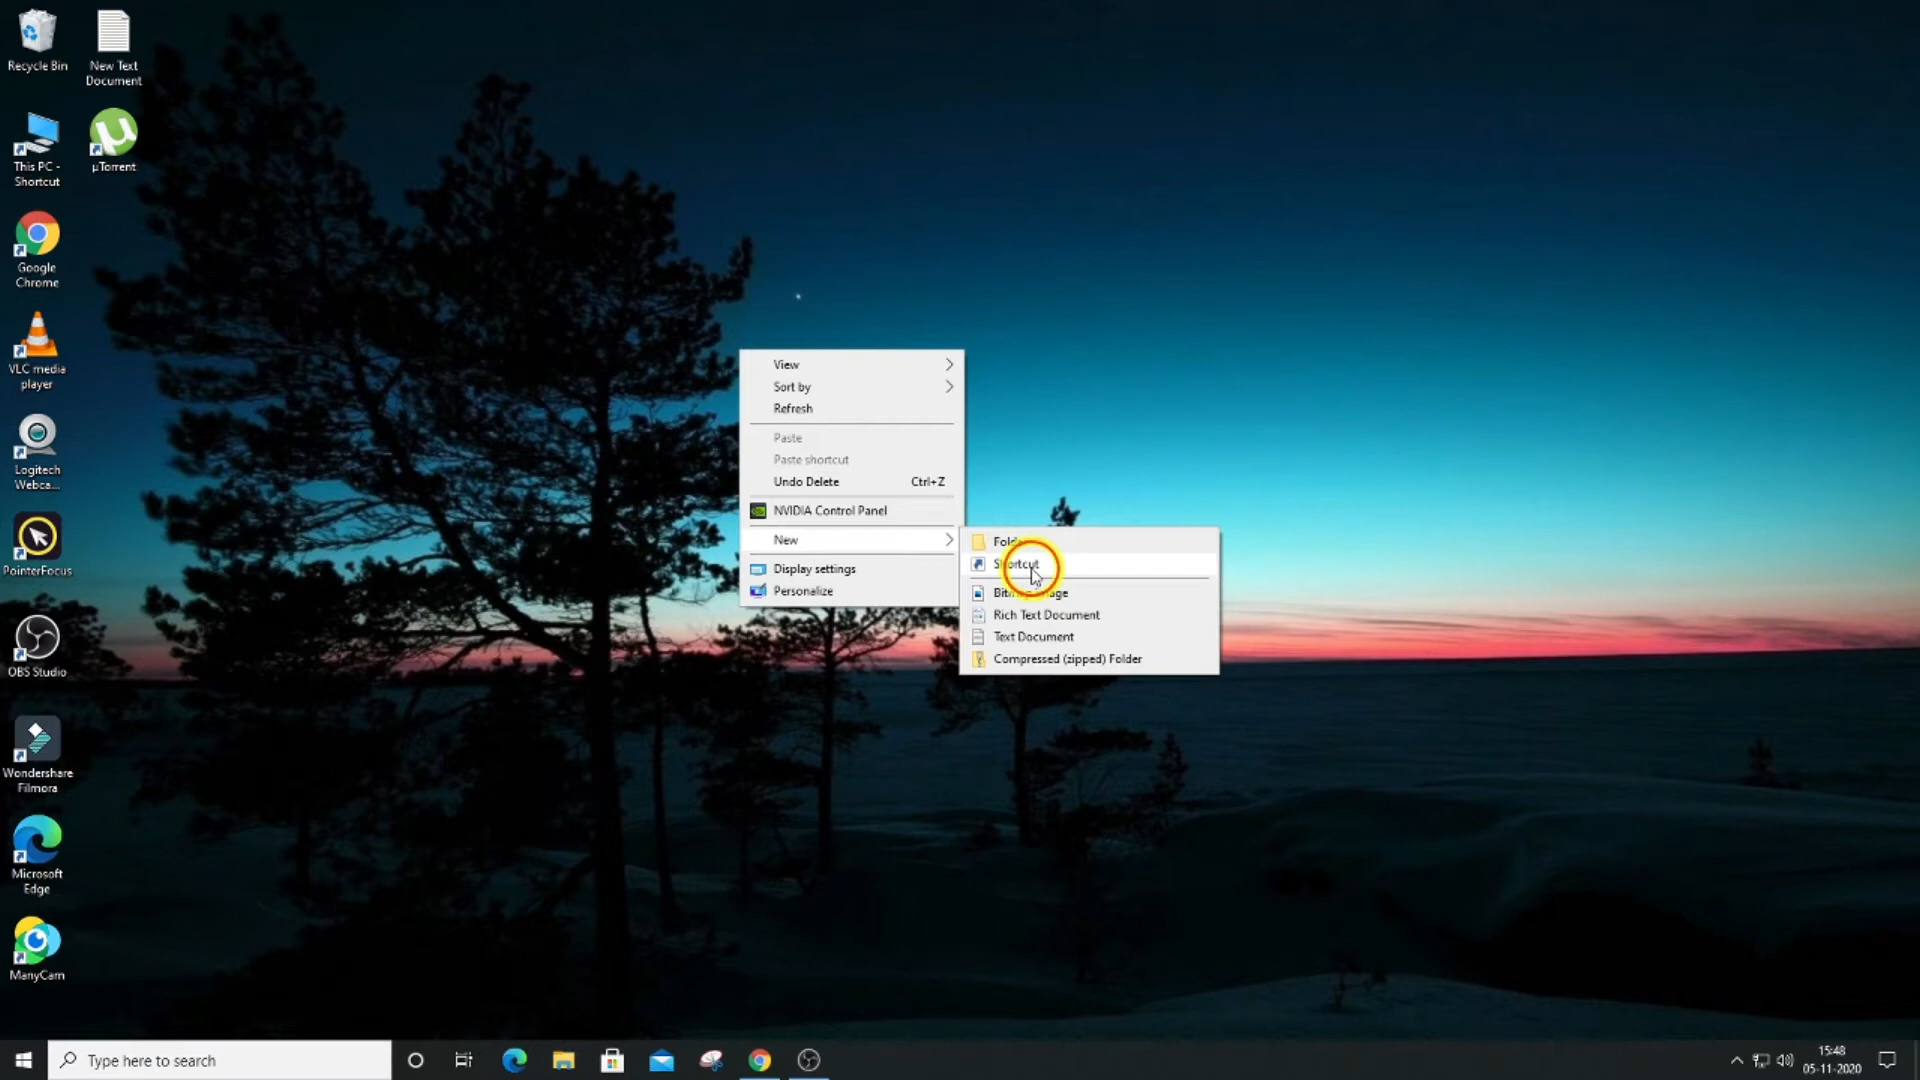 Recycle Bin
New Text
Document
This PC -
Shortcut
µTorrent
Google
Chrome
VLC media
player
Logitech
Webca...
PointerFocus
OBS Studio
Wondershare
Filmora
Microsoft
Edge
ManyCam
View
Sort by
Refresh
Paste
Paste shortcut
Undo Delete Ctrl+Z
NVIDIA Control Panel
New
Display settings
Personalize
Folder
Shortcut
Bitmap image
Rich Text Document
Text Document
Compressed (zipped) Folder
Type here to search
15:48
05-11-2020